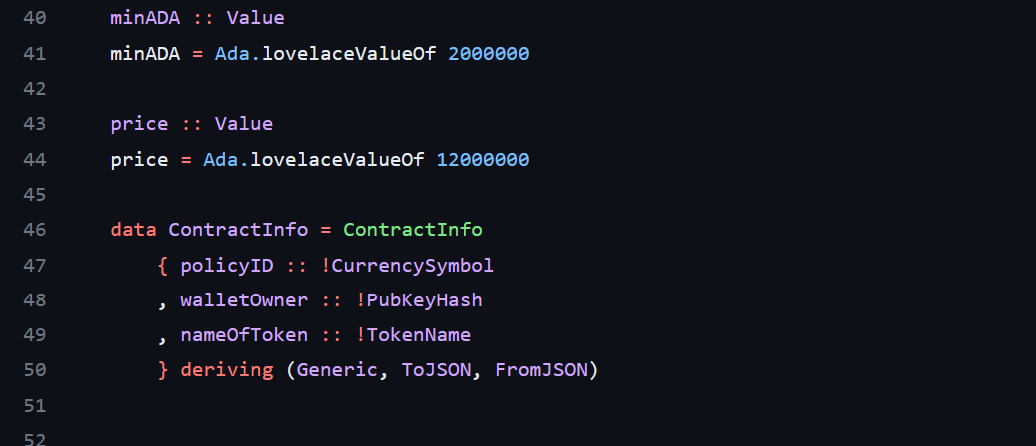 40 minADA :: Value
41 minADA = Ada.lovelaceValueOf 2000000
42
43 price :: Value
44 price = Ada.lovelaceValueOf 12000000
45
46 data ContractInfo = ContractInfo
47     { policyID :: !CurrencySymbol
48     , walletOwner :: !PubKeyHash
49     , nameOfToken :: !TokenName
50     } deriving (Generic, ToJSON, FromJSON)
51
52